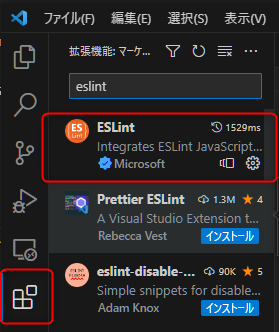 ファイル(F) 編集(E) 選択(S) 表示(V)
拡張機能: マーケ...
eslint
ES
Lint
ESLint 1529ms
Integrates ESLint JavaScript...
Microsoft
Prettier ESLint 1.3M 4
A Visual Studio Extension t...
Rebecca Vest インストール
eslint-disable-... 90K 5
Simple snippets for disable...
Adam Knox インストール